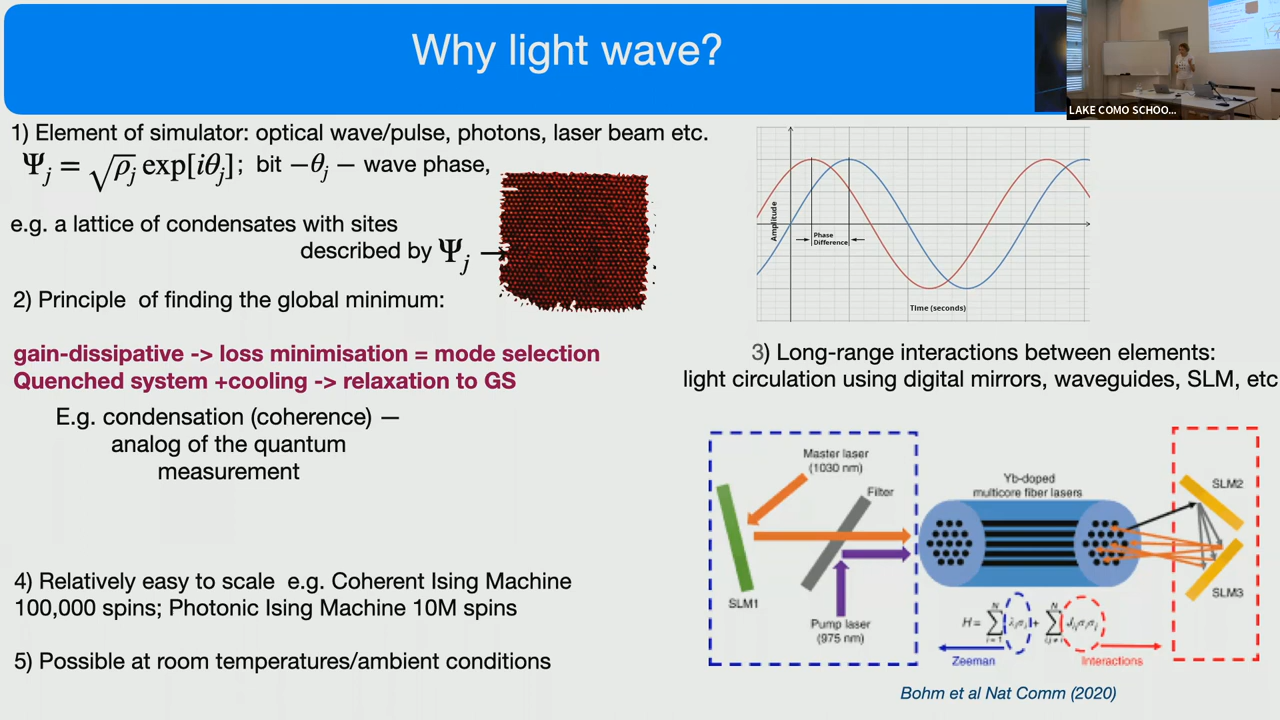 Why light wave?
LAKE COMO SCHOO...
1) Element of simulator: optical wave/pulse, photons, laser beam etc.
Ψ_j = √ρ_j exp[iθ_j]; bit −θ_j − wave phase,
e.g. a lattice of condensates with sites
described by Ψ_j →
2) Principle of finding the global minimum:
gain-dissipative -> loss minimisation = mode selection
Quenched system +cooling -> relaxation to GS
E.g. condensation (coherence) —
analog of the quantum
measurement
4) Relatively easy to scale e.g. Coherent Ising Machine
100,000 spins; Photonic Ising Machine 10M spins
5) Possible at room temperatures/ambient conditions
Amplitude
Phase
Difference
Time (seconds)
3) Long-range interactions between elements:
light circulation using digital mirrors, waveguides, SLM, etc
Master laser
(1030 nm)
Filter
SLM1
Pump laser
(975 nm)
Yb-doped
multicore fiber lasers
SLM2
SLM3
Zeeman
Interactions
Bohm et al Nat Comm (2020)